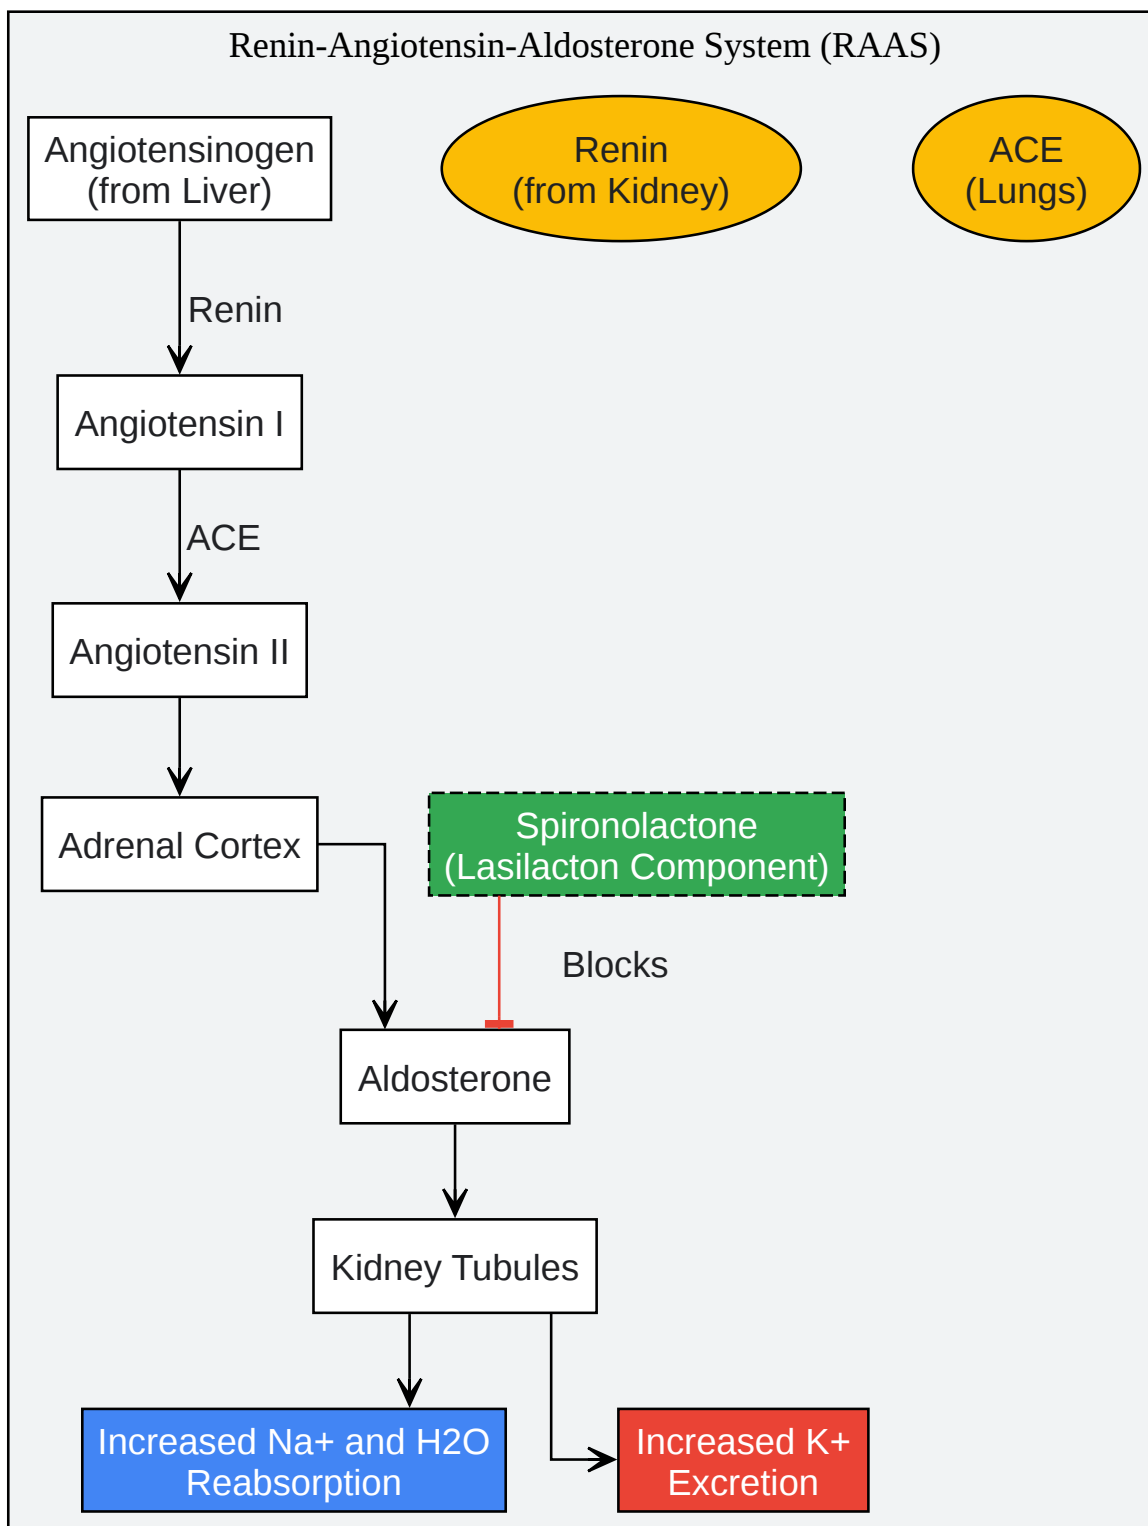 Renin-Angiotensin-Aldosterone System (RAAS)
Angiotensinogen
(from Liver)
Renin
(from Kidney)
ACE
(Lungs)
Renin
Angiotensin I
ACE
Angiotensin II
Adrenal Cortex
Spironolactone
(Lasilacton Component)
Blocks
Aldosterone
Kidney Tubules
Increased Na+ and H2O
Reabsorption
Increased K+
Excretion